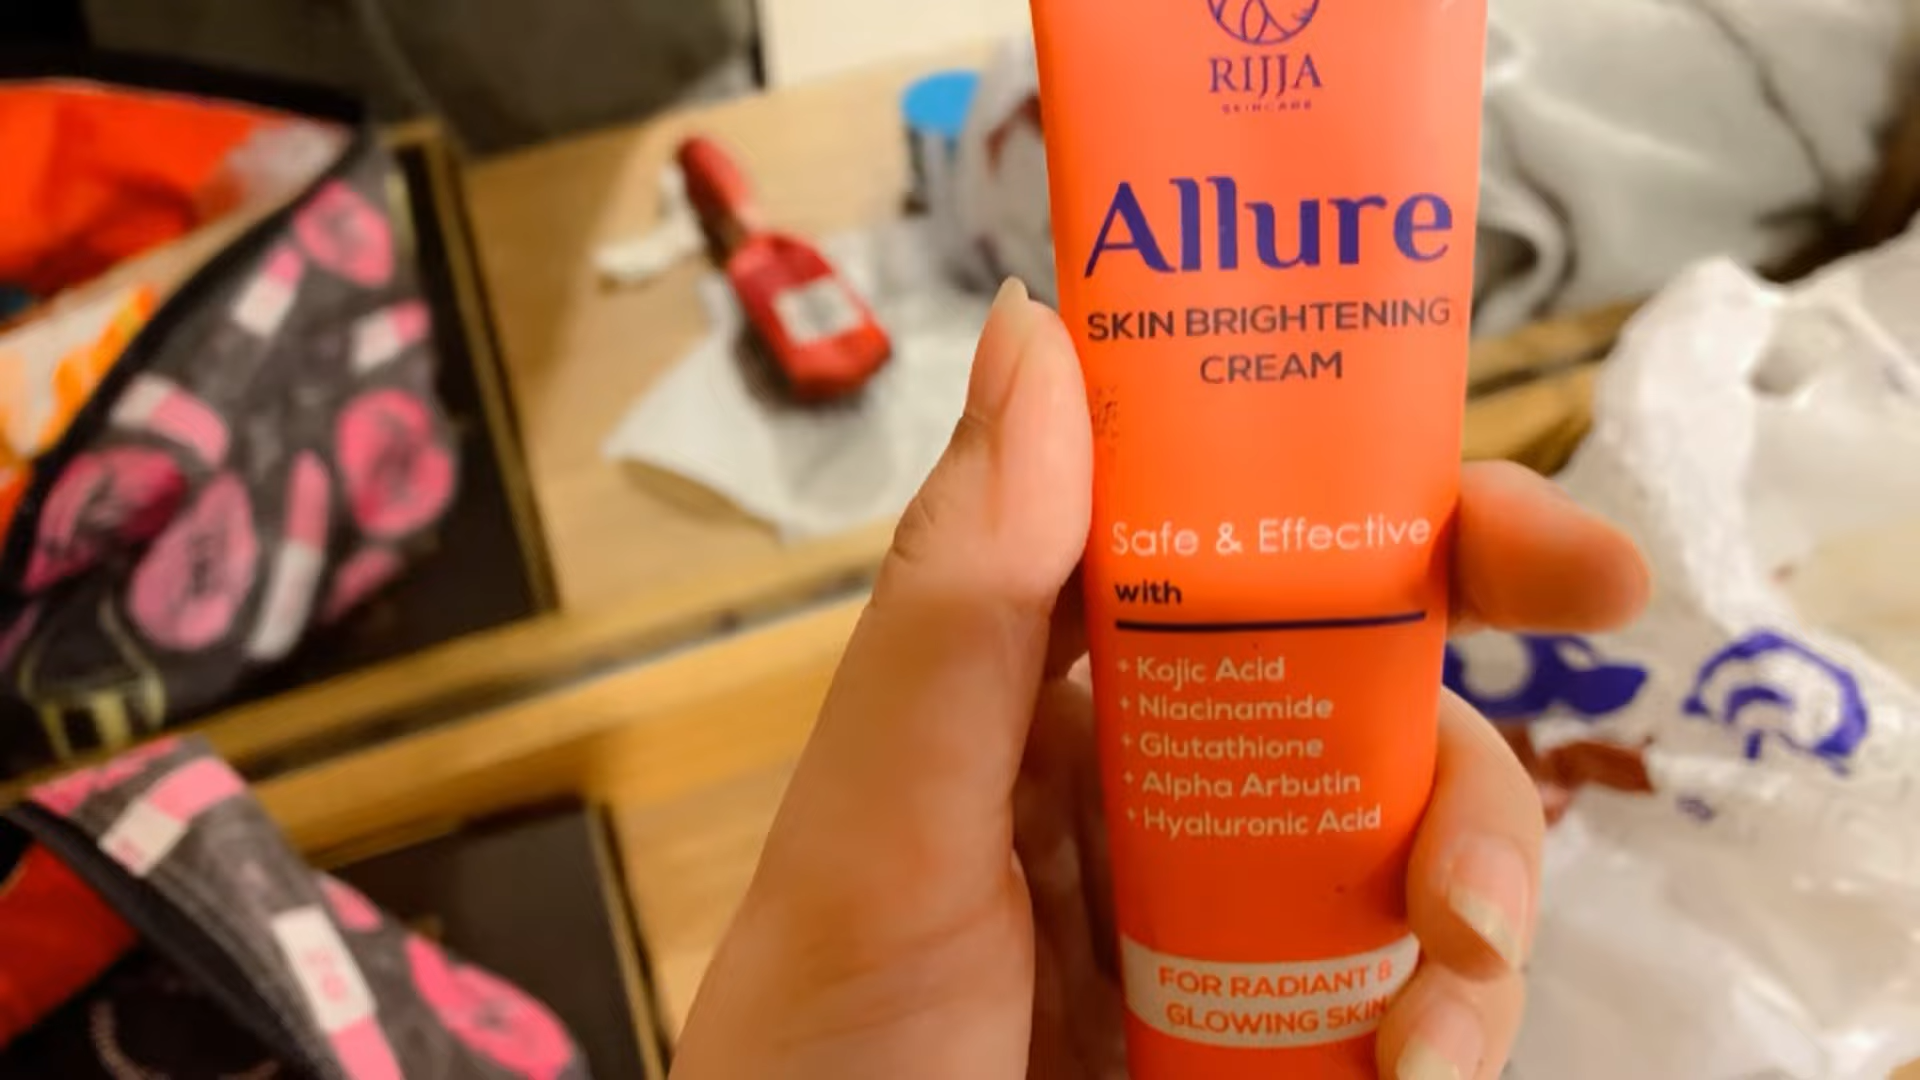 RIJJA
SKINCARE
Allure
SKIN BRIGHTENING
CREAM
Safe & Effective
with
+ Kojic Acid
+ Niacinamide
+ Glutathione
+ Alpha Arbutin
+ Hyaluronic Acid
FOR RADIANT &
GLOWING SKIN